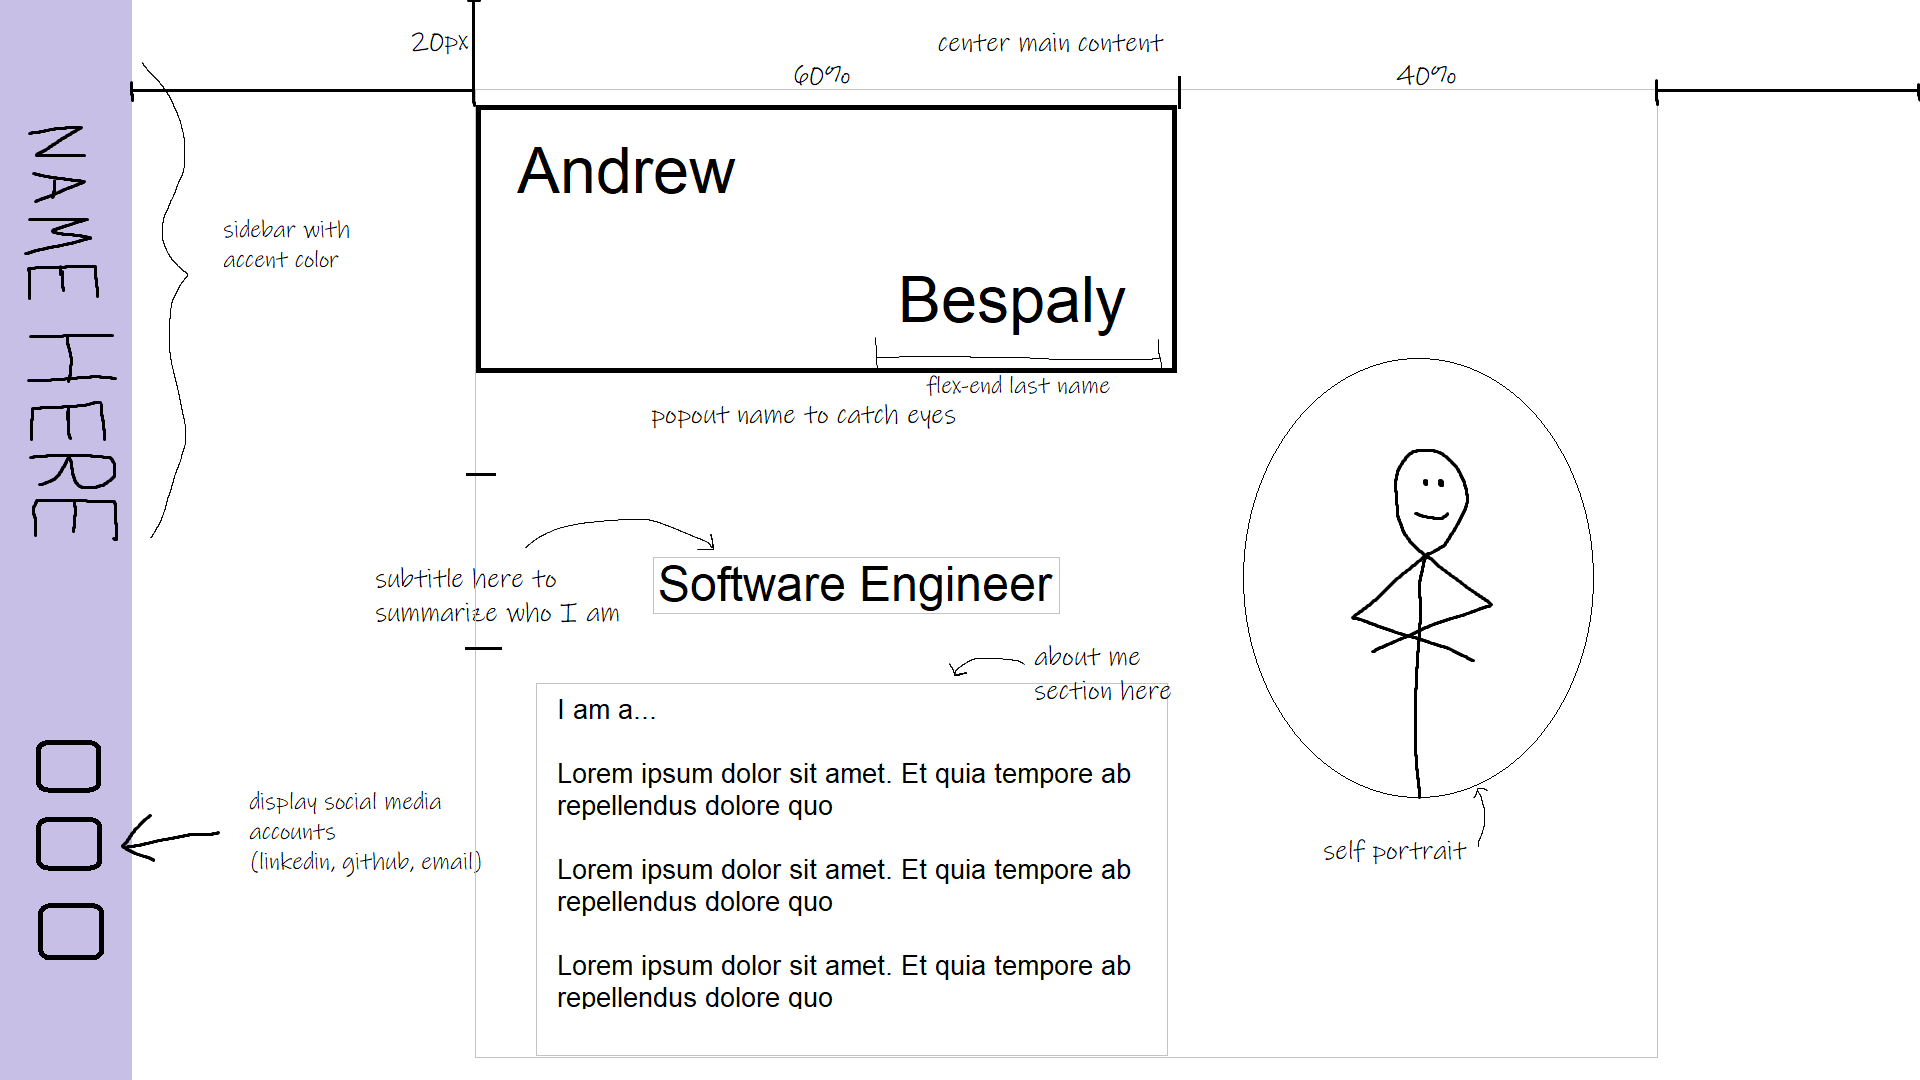 NAME HERE
20px
center main content
60%
40%
Andrew
Bespaly
flex-end last name
popout name to catch eyes
sidebar with
accent color
subtitle here to
summarize who I am
Software Engineer
about me
section here
I am a...
Lorem ipsum dolor sit amet. Et quia tempore ab
repellendus dolore quo
Lorem ipsum dolor sit amet. Et quia tempore ab
repellendus dolore quo
Lorem ipsum dolor sit amet. Et quia tempore ab
repellendus dolore quo
display social media
accounts
(linkedin, github, email)
self portrait